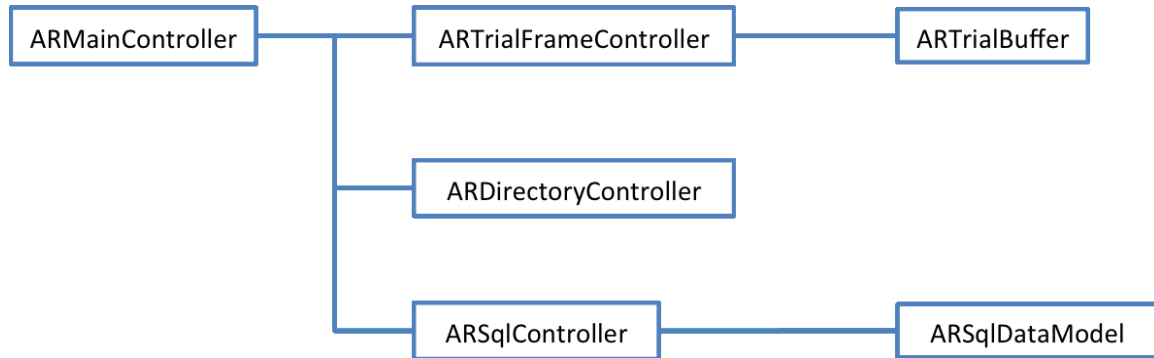 ARMainController
ARTrialFrameController
ARTrialBuffer
ARDirectoryController
ARSqlController
ARSqlDataModel